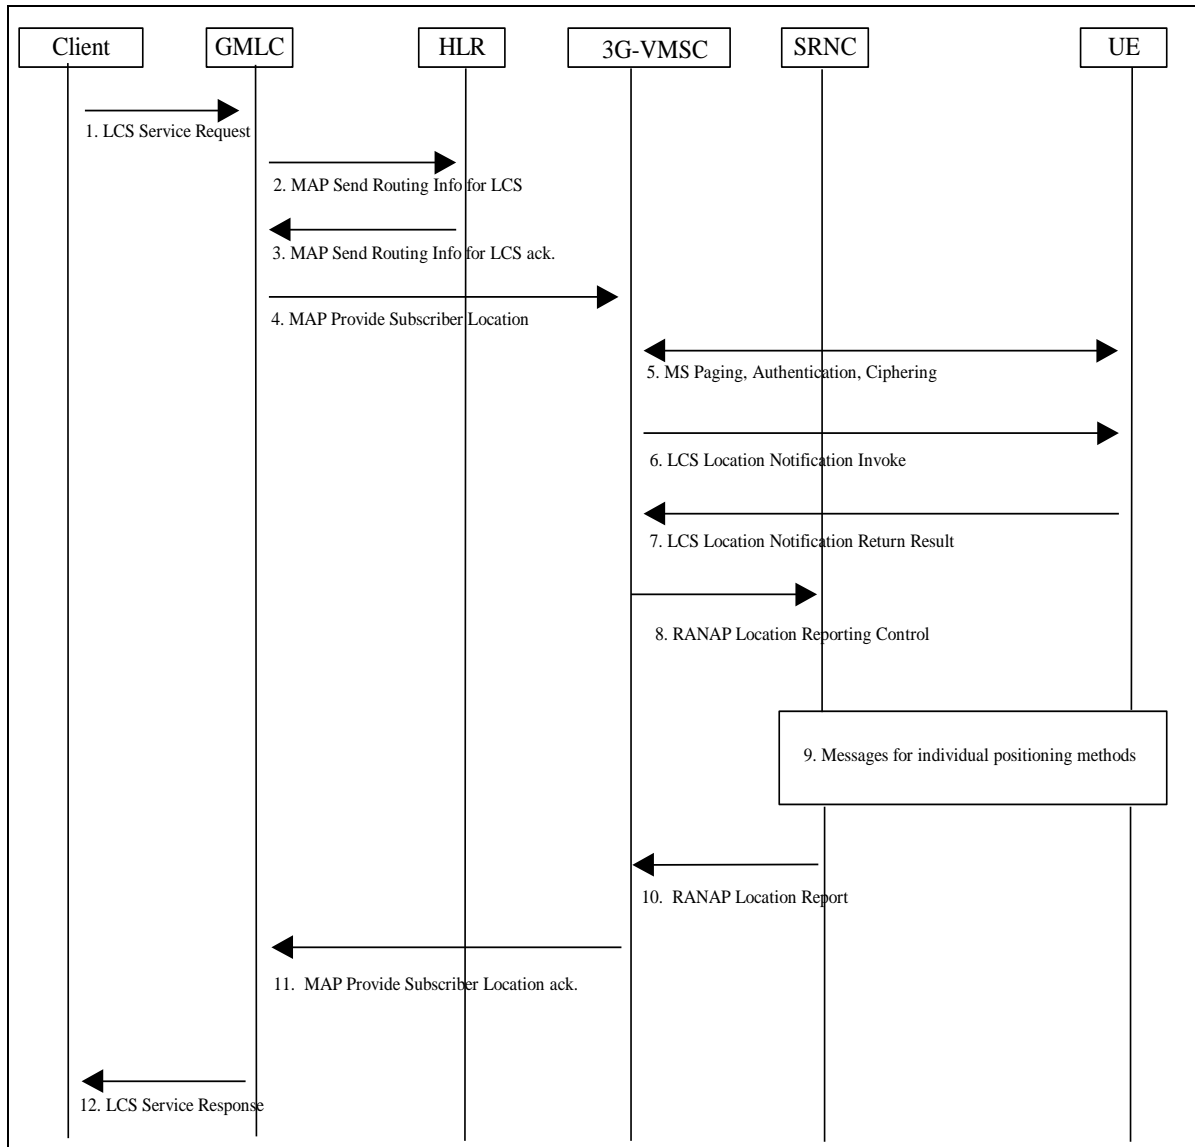 Client GMLC HLR 3G-VMSC SRNC UE
1. LCS Service Request
2. MAP Send Routing Info for LCS
3. MAP Send Routing Info for LCS ack.
4. MAP Provide Subscriber Location
5. MS Paging, Authentication, Ciphering
6. LCS Location Notification Invoke
7. LCS Location Notification Return Result
8. RANAP Location Reporting Control
9. Messages for individual positioning methods
10. RANAP Location Report
11. MAP Provide Subscriber Location ack.
12. LCS Service Response